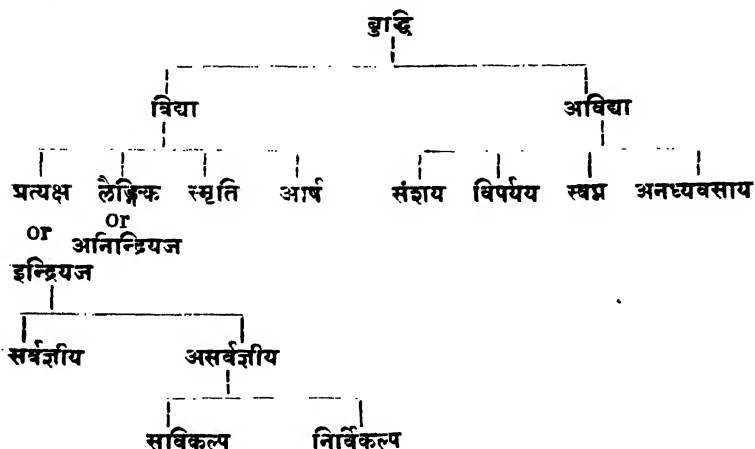 बुद्धि
विद्या अविद्या
प्रत्यक्ष लैङ्गिक स्मृति आर्ष संशय विपर्यय स्वप्न अनध्यवसाय
or or
अनिन्द्रियज
इन्द्रियज
सर्वज्ञीय असर्वज्ञीय
सविकल्प निर्विकल्प